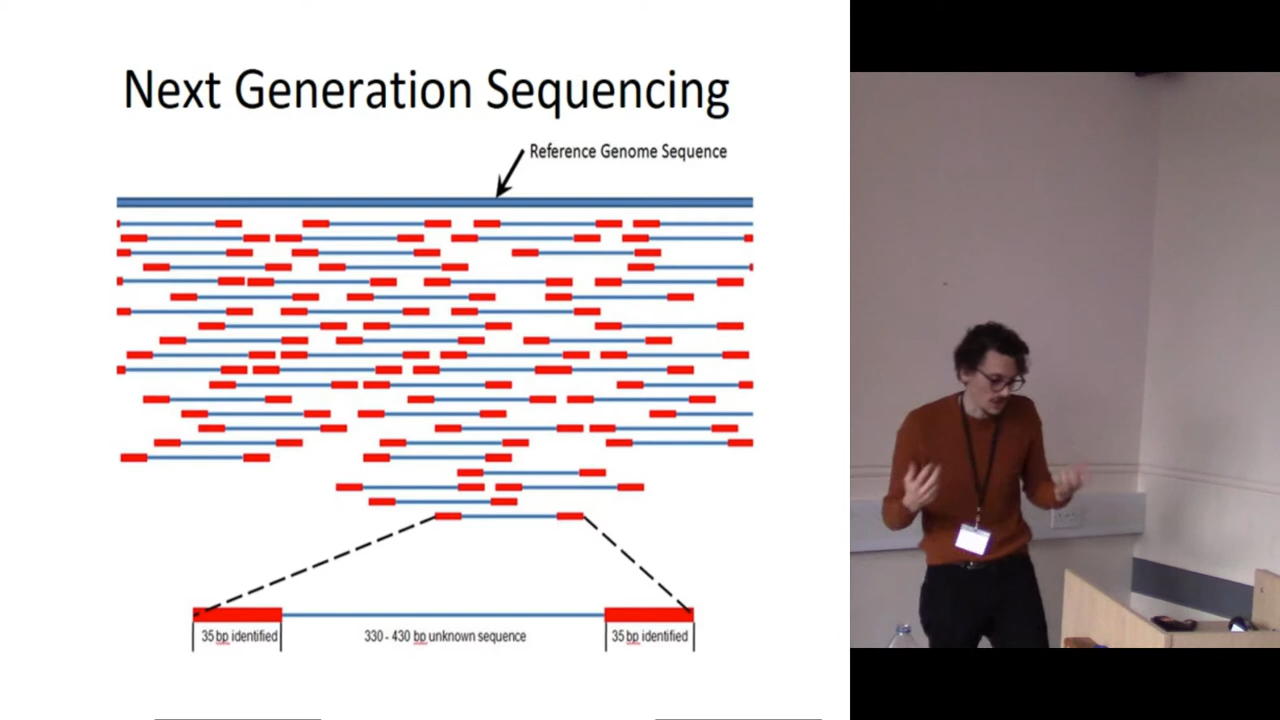 Next Generation Sequencing
Reference Genome Sequence
35 bp identified
330 - 430 bp unknown sequence
35 bp identified